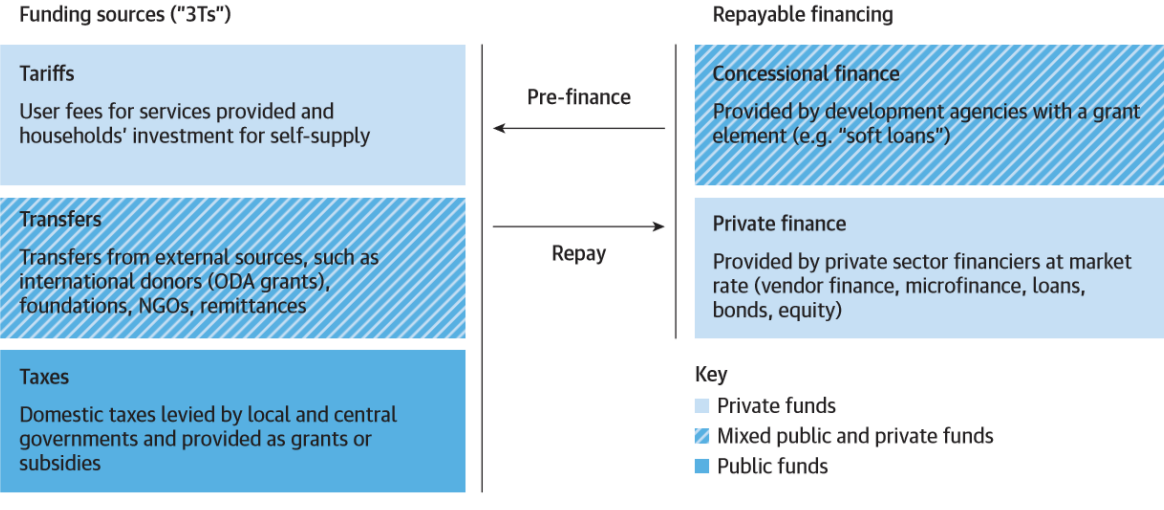 Funding sources ("3Ts")
Tariffs
User fees for services provided and
households' investment for self-supply
Transfers
Transfers from external sources, such as
international donors (ODA grants),
foundations, NGOs, remittances
Taxes
Domestic taxes levied by local and central
governments and provided as grants or
subsidies
Pre-finance
Repay
Repayable financing
Concessional finance
Provided by development agencies with a grant
element (e.g. "soft loans")
Private finance
Provided by private sector financiers at market
rate (vendor finance, microfinance, loans,
bonds, equity)
Key
Private funds
Mixed public and private funds
Public funds